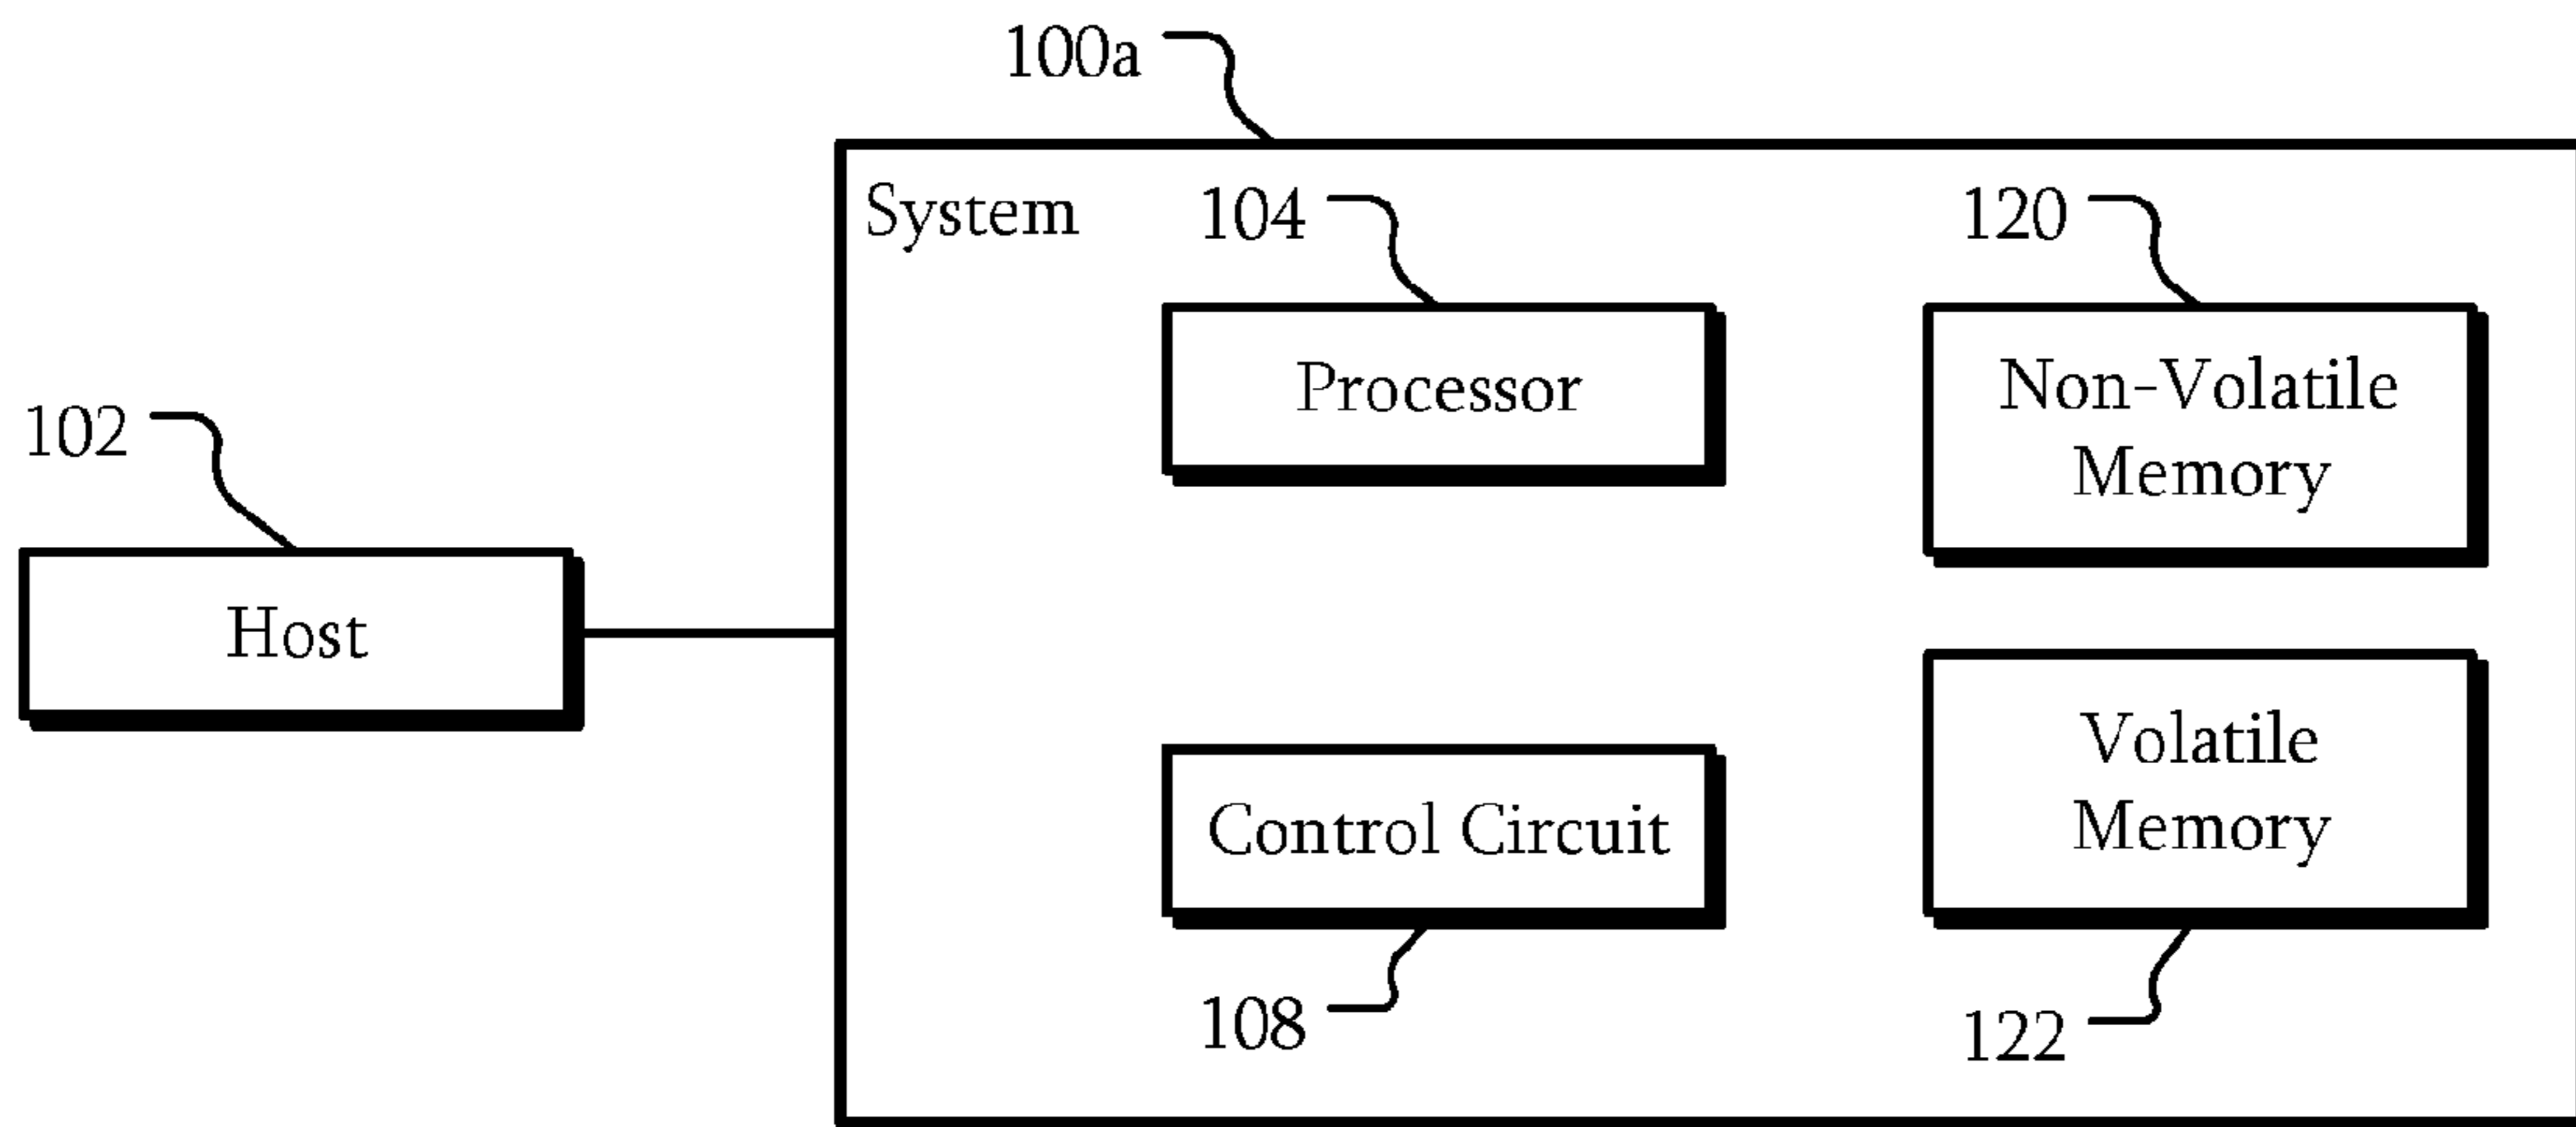 100a
System
104
120
Processor
Non-Volatile
Memory
102
Host
Volatile
Memory
Control Circuit
108
122